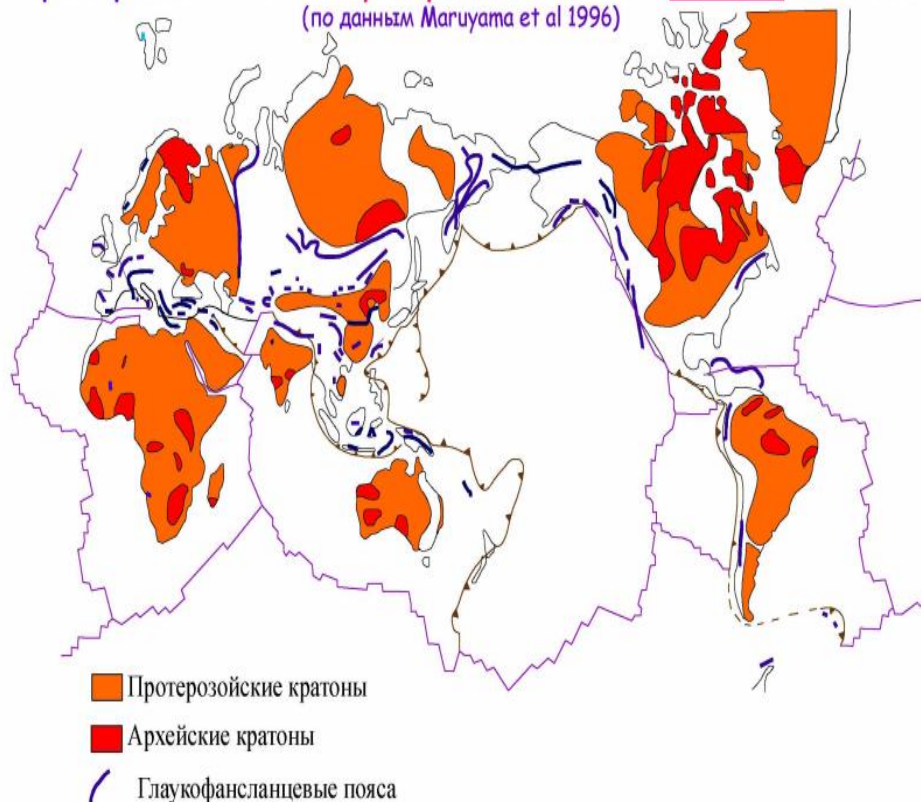 (по данным Maruyama et al 1996)
Протерозойские кратоны
Архейские кратоны
Глаукофансланцевые пояса